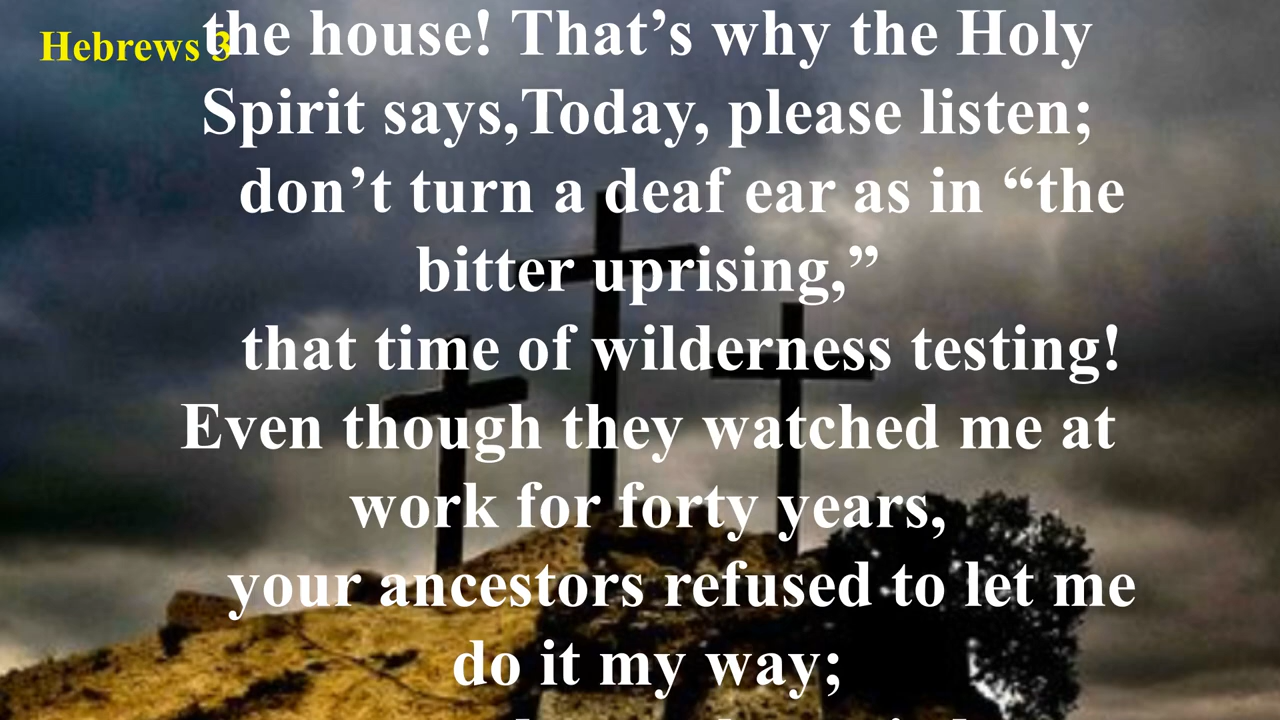 Hebrews 3
the house! That’s why the Holy
Spirit says,Today, please listen;
don’t turn a deaf ear as in “the
bitter uprising,”
that time of wilderness testing!
Even though they watched me at
work for forty years,
your ancestors refused to let me
do it my way;